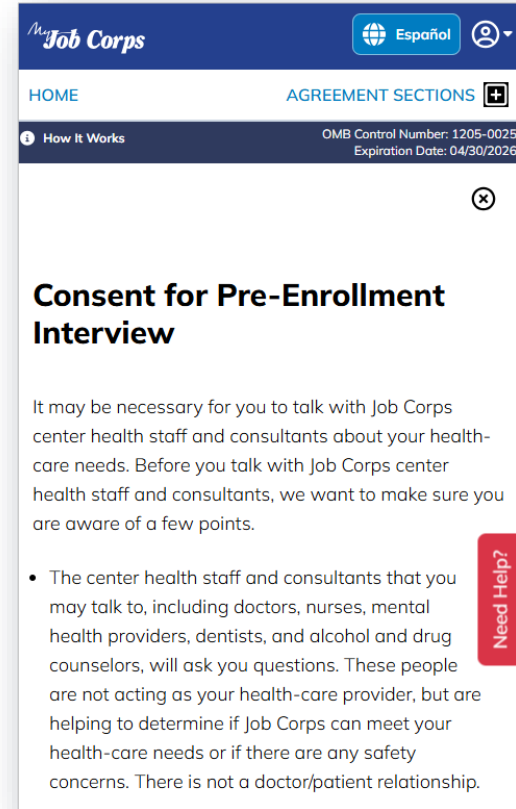 My Job Corps
Español
HOME
AGREEMENT SECTIONS
How It Works
OMB Control Number: 1205-0025
Expiration Date: 04/30/2026
Consent for Pre-Enrollment
Interview
It may be necessary for you to talk with Job Corps
center health staff and consultants about your health-
care needs. Before you talk with Job Corps center
health staff and consultants, we want to make sure you
are aware of a few points.
• The center health staff and consultants that you
may talk to, including doctors, nurses, mental
health providers, dentists, and alcohol and drug
counselors, will ask you questions. These people
are not acting as your health-care provider, but are
helping to determine if Job Corps can meet your
health-care needs or if there are any safety
concerns. There is not a doctor/patient relationship.
Need Help?